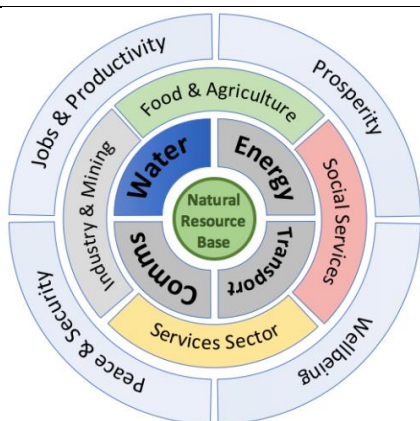 Jobs & Productivity
Prosperity
Food & Agriculture
Industry & Mining
Water
Energy
Social Services
Natural
Resource
Base
Comms
Transport
Services Sector
Peace & Security
Wellbeing